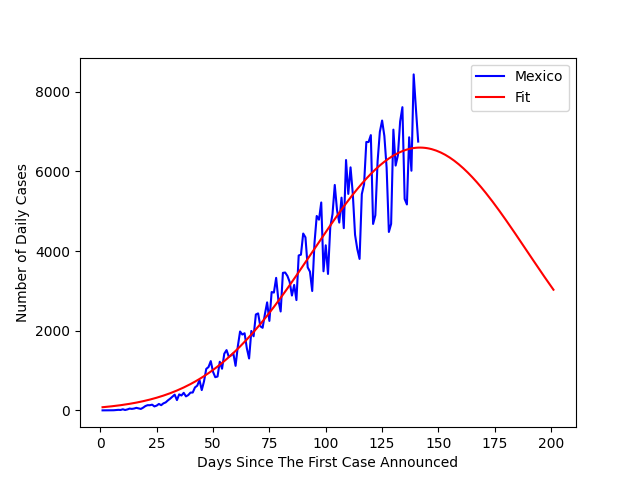 Mexico
Fit
8000
6000
4000
2000
0
Number of Daily Cases
0 25 50 75 100 125 150 175 200
Days Since The First Case Announced